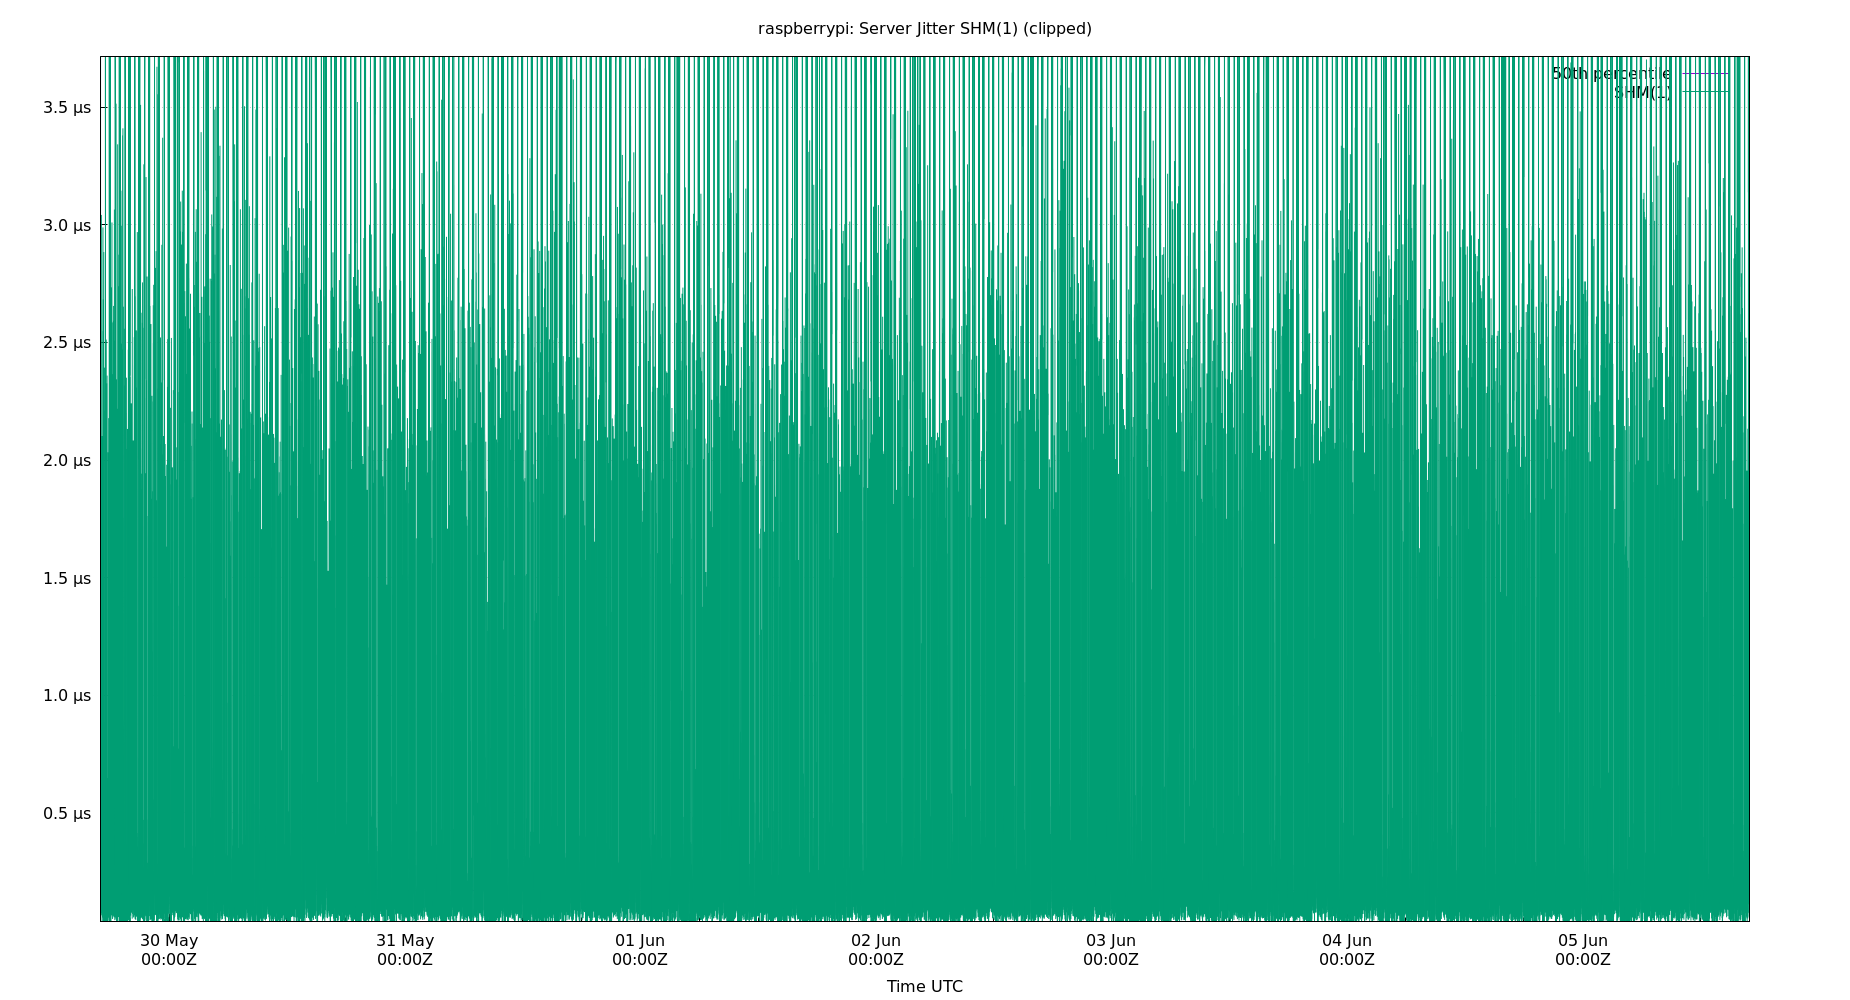 raspberrypi: Server Jitter SHM(1) (clipped)
50th percentile
SHM(1)
3.5 µs
3.0 µs
2.5 µs
2.0 µs
1.5 µs
1.0 µs
0.5 µs
30 May 31 May 01 Jun 02 Jun 03 Jun 04 Jun 05 Jun
00:00Z 00:00Z 00:00Z 00:00Z 00:00Z 00:00Z 00:00Z
Time UTC